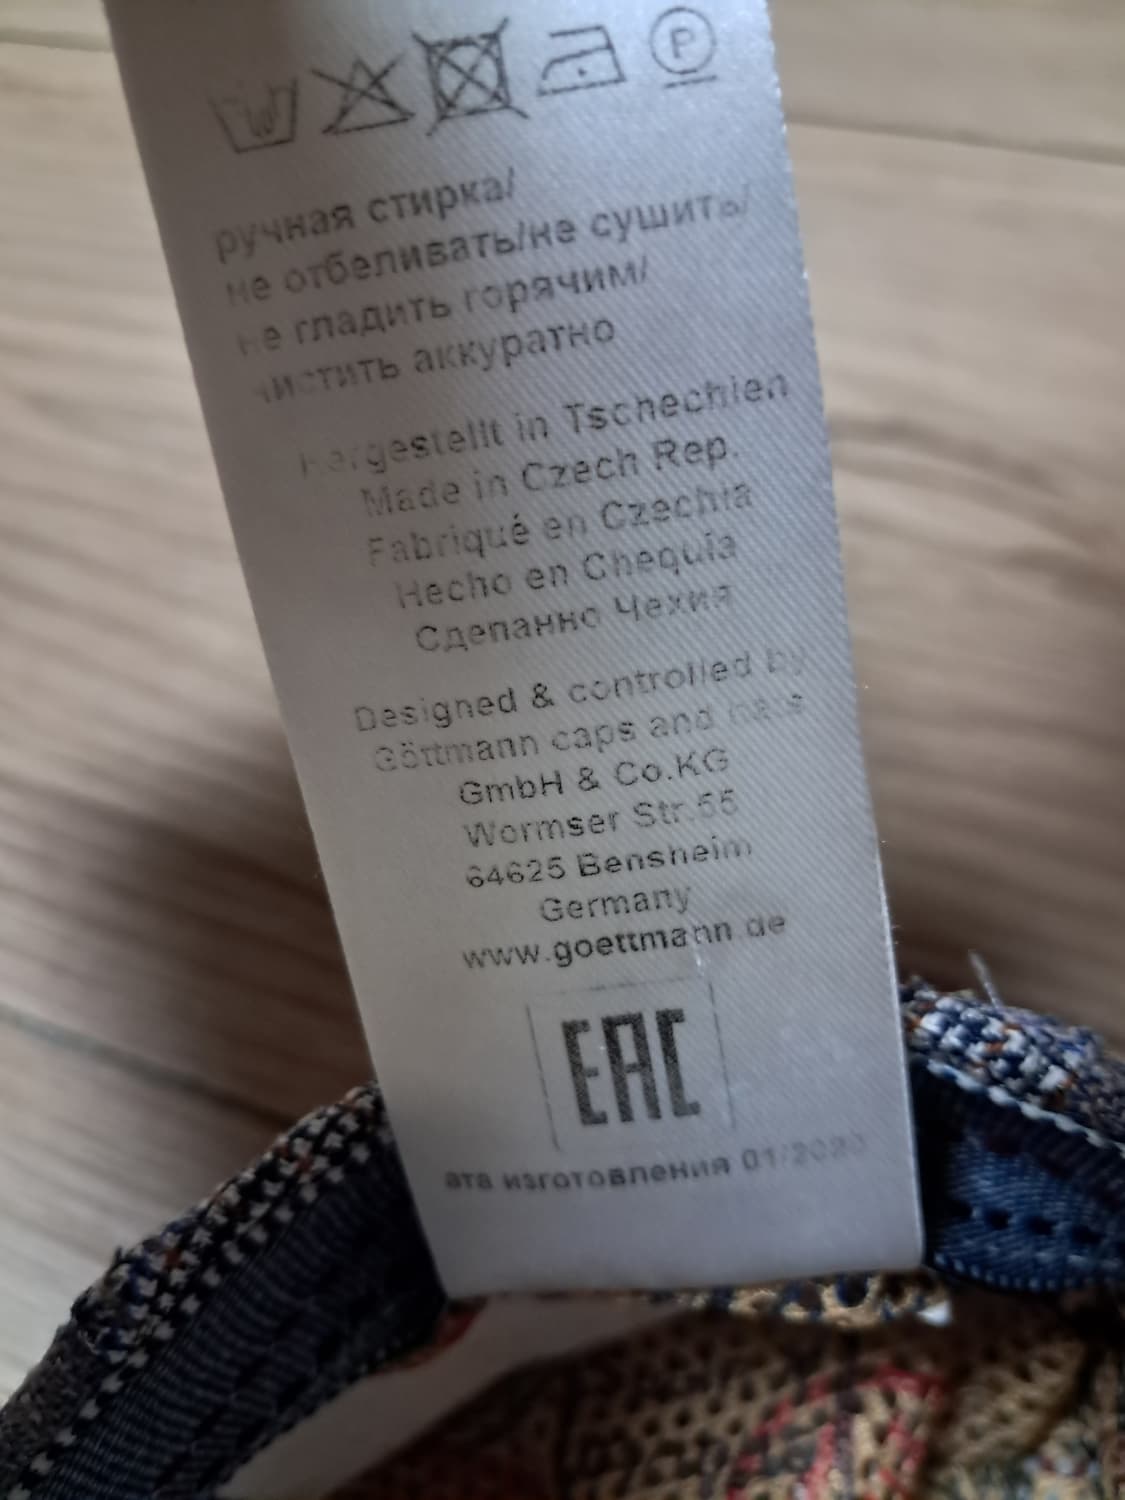 P
ручная стирка/
не отбеливать/не сушить/
не гладить горячим/
чистить аккуратно
Hergestellt in Tschechien
Made in Czech Rep.
Fabriqué en Czechia
Hecho en Chequia
Сделанно Чехия
Designed & controlled by
Göttmann caps and hats
GmbH & Co.KG
Wormser Str.55
64625 Bensheim
Germany
www.goettmann.de
EAC
ата изготовления